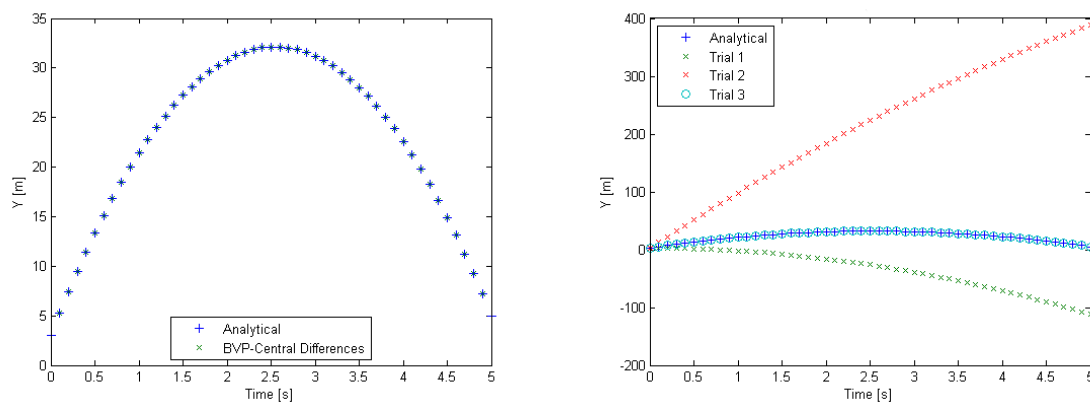 35
30
25
20
15
10
5
0
Y [m]
Analytical
BVP-Central Differences
0 0.5 1 1.5 2 2.5 3 3.5 4 4.5 5
Time [s]
400
300
200
100
0
-100
-200
Y [m]
Analytical
Trial 1
Trial 2
Trial 3
0 0.5 1 1.5 2 2.5 3 3.5 4 4.5 5
Time [s]